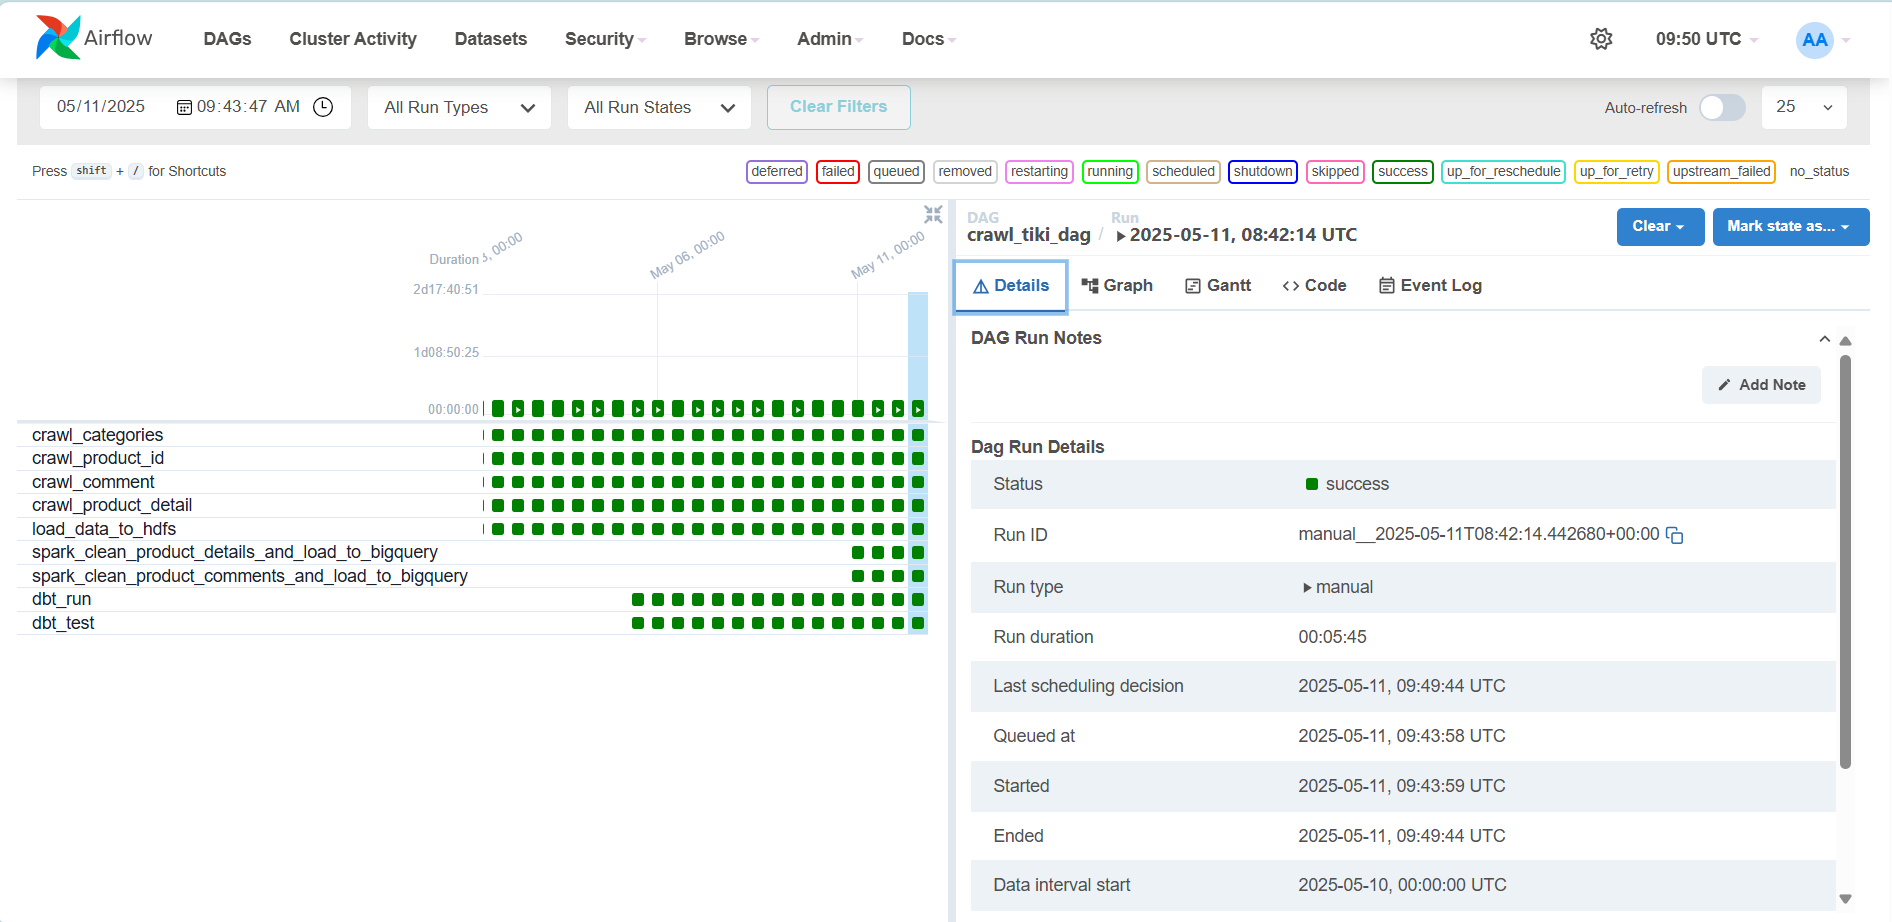 Airflow DAGs Cluster Activity Datasets Security Browse Admin Docs 09:50 UTC AA
05/11/2025 09:43:47 AM All Run Types All Run States Clear Filters Auto-refresh 25
Press shift + / for Shortcuts deferred failed queued removed restarting running scheduled shutdown skipped success up_for_reschedule up_for_retry upstream_failed no_status
Duration , 00:00 May 06, 00:00 May 11, 00:00
2d17:40:51
1d08:50:25
00:00:00
crawl_categories
crawl_product_id
crawl_comment
crawl_product_detail
load_data_to_hdfs
spark_clean_product_details_and_load_to_bigquery
spark_clean_product_comments_and_load_to_bigquery
dbt_run
dbt_test
DAG Run
crawl_tiki_dag / 2025-05-11, 08:42:14 UTC Clear Mark state as...
Details Graph Gantt Code Event Log
DAG Run Notes
Add Note
Dag Run Details
Status success
Run ID manual__2025-05-11T08:42:14.442680+00:00
Run type manual
Run duration 00:05:45
Last scheduling decision 2025-05-11, 09:49:44 UTC
Queued at 2025-05-11, 09:43:58 UTC
Started 2025-05-11, 09:43:59 UTC
Ended 2025-05-11, 09:49:44 UTC
Data interval start 2025-05-10, 00:00:00 UTC